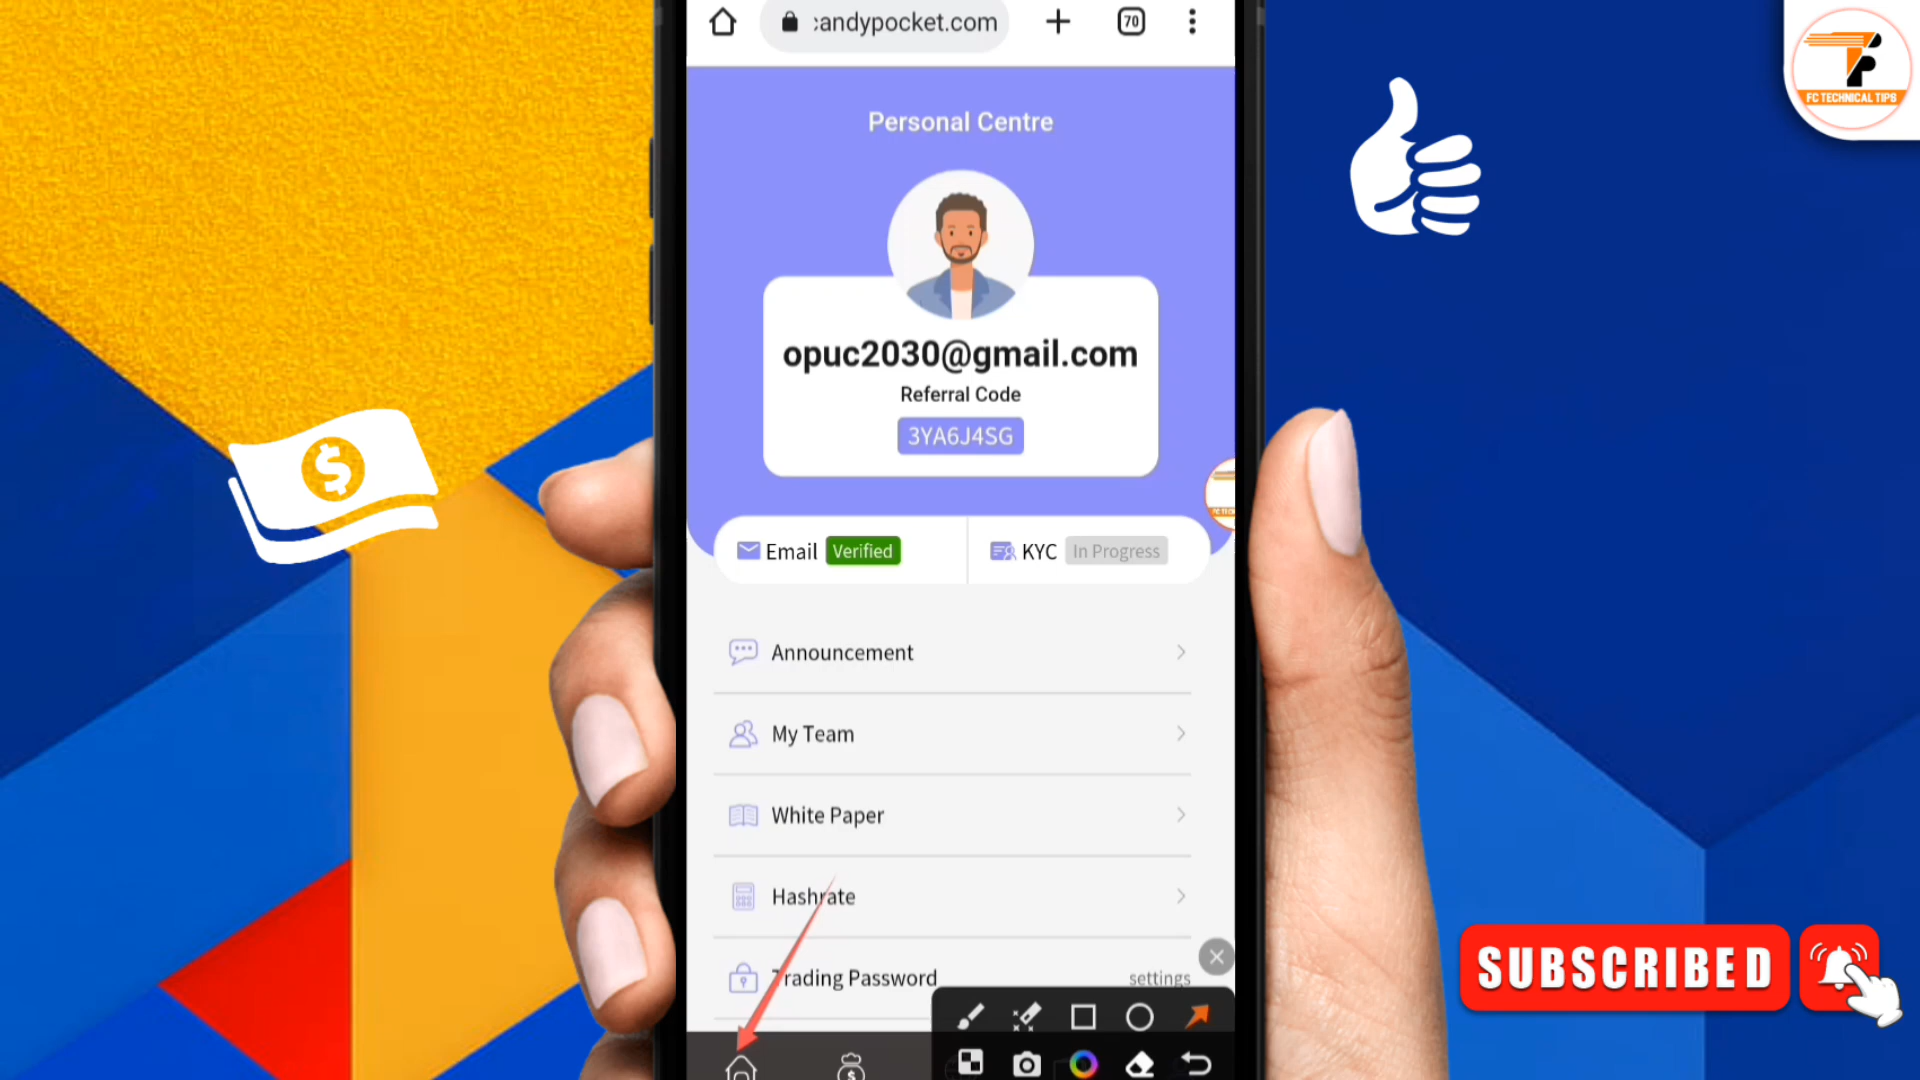 :andypocket.com
70
FC TECHNICAL TIPS
Personal Centre
opuc2030@gmail.com
Referral Code
3YA6J4SG
Email Verified
KYC In Progress
Announcement
My Team
White Paper
Hashrate
Trading Password
settings
SUBSCRIBED